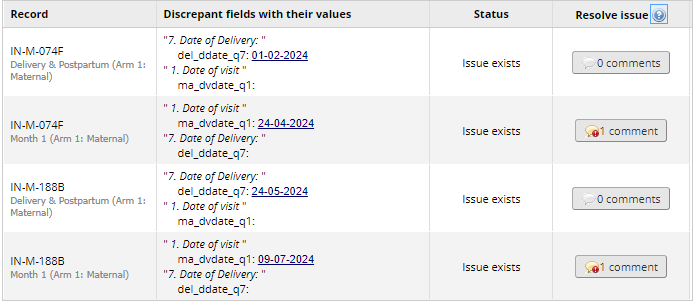 Record Discrepant fields with their values Status Resolve issue ?
IN-M-074F
Delivery & Postpartum (Arm 1:
Maternal)
"7. Date of Delivery: "
del_ddate_q7: 01-02-2024
" 1. Date of visit "
ma_dvdate_q1:
Issue exists
0 comments
IN-M-074F
Month 1 (Arm 1: Maternal)
" 1. Date of visit "
ma_dvdate_q1: 24-04-2024
"7. Date of Delivery: "
del_ddate_q7:
Issue exists
1 comment
IN-M-188B
Delivery & Postpartum (Arm 1:
Maternal)
"7. Date of Delivery: "
del_ddate_q7: 24-05-2024
" 1. Date of visit "
ma_dvdate_q1:
Issue exists
0 comments
IN-M-188B
Month 1 (Arm 1: Maternal)
" 1. Date of visit "
ma_dvdate_q1: 09-07-2024
"7. Date of Delivery: "
del_ddate_q7:
Issue exists
1 comment